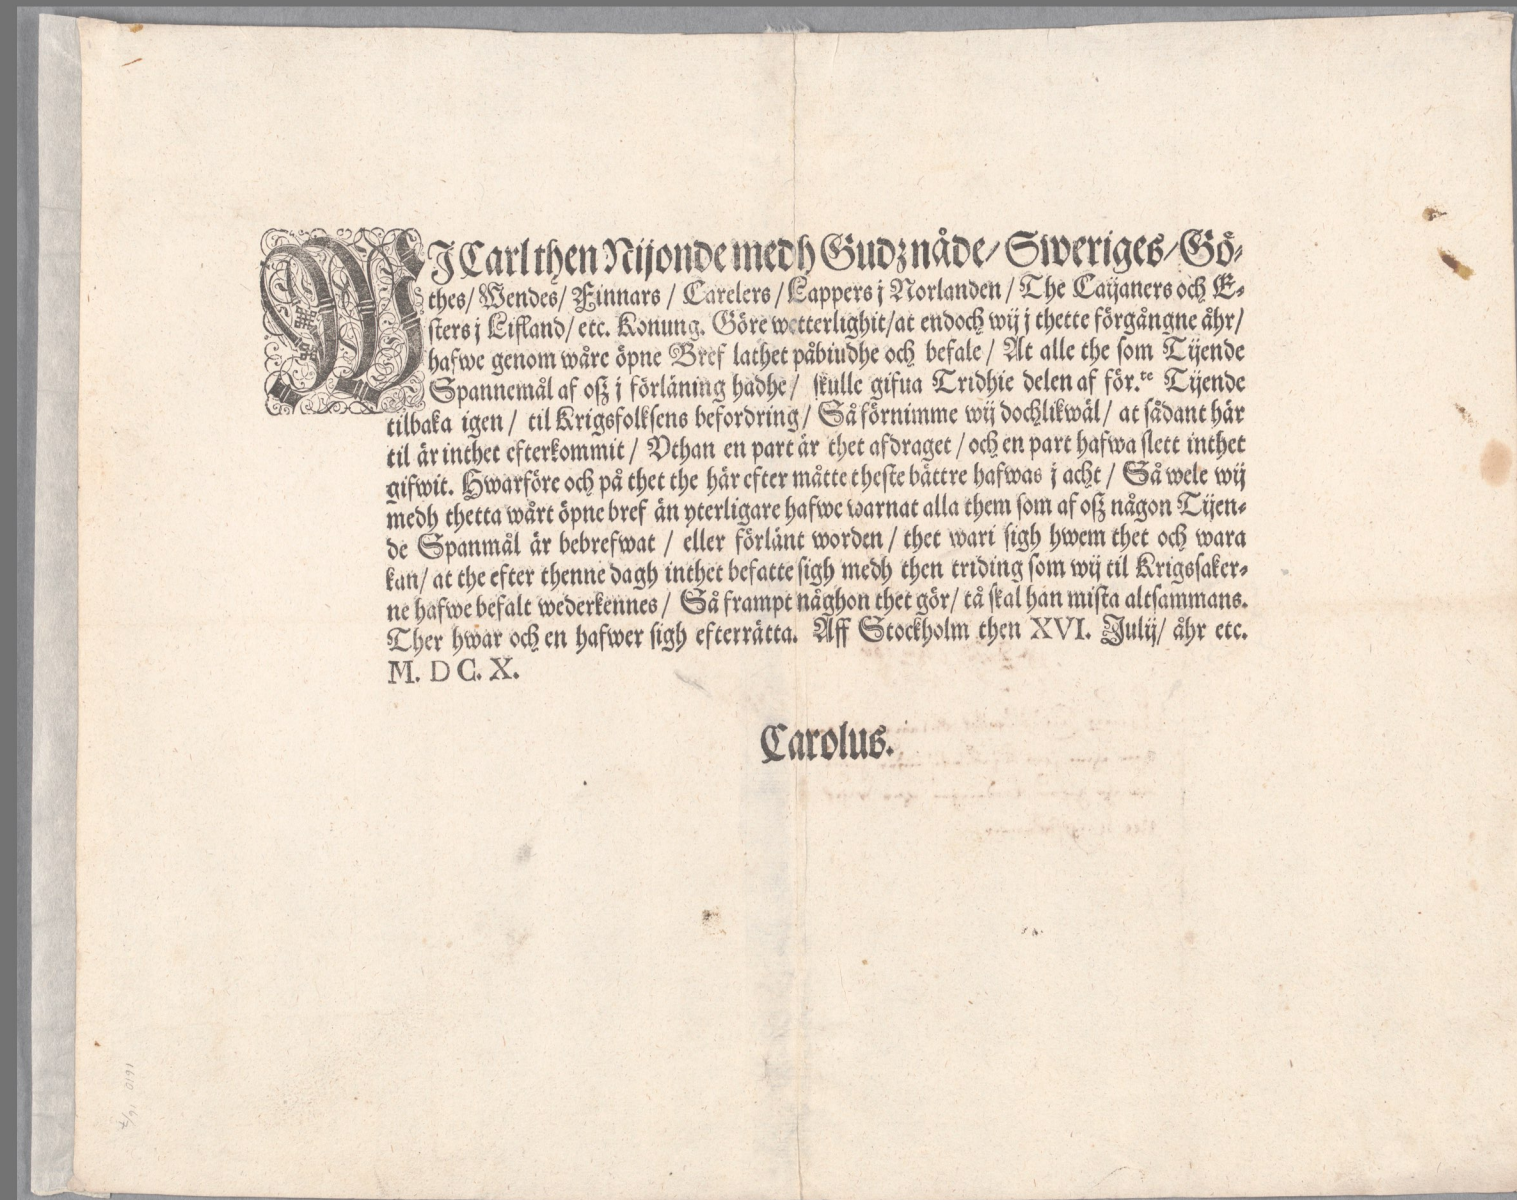 WJ Carl then Nijonde medh Gudz nåde/ Sweriges/ Gö-
thes/ Wendes/ Finnars / Carelers / Lappers j Norlanden / The Caijaners och E-
sters j Lifland/ etc. Konung. Göre wetterlighit/ at endoch wij j thette förgångne åhr/
hafwe genom wåre öpne Bref lathet påbiudhe och befale / At alle the som Tijende
Spannemål af osz j förläning hadhe/ skulle gifua Tridhie delen af för.te Tijende
tilbaka igen / til Krigsfolksens befordring/ Så förnimme wij dochlikwäl/ at sådant här
til är inthet efterkommit / Vthan en part är thet afdraget / och en part hafwa slett inthet
gifwit. Hwarföre och på thet the här efter måtte theste bättre hafwas j acht / Så wele wij
medh thetta wårt öpne bref än yterligare hafwe warnat alla them som af osz någon Tijen-
de Spanmål är bebrefwat / eller förlänt worden / thet wari sigh hwem thet och wara
kan/ at the efter thenne dagh inthet befatte sigh medh then triding som wij til Krigssaker-
ne hafwe befalt wederkennes / Så frampt någhon thet gör/ tå skal han mista altsammans.
Ther hwar och en hafwer sigh efterrätta. Aff Stockholm then XVI. Julij/ åhr etc.
M. D C. X.
Carolus.
1610 16/7